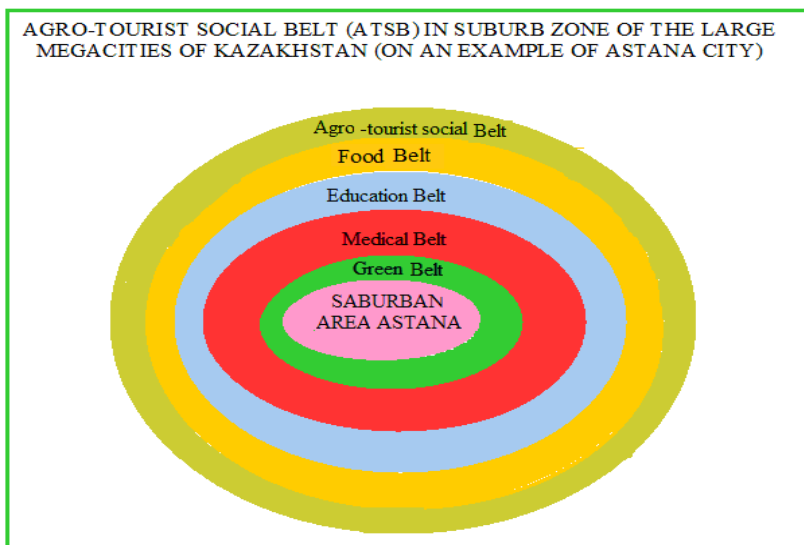 AGRO-TOURIST SOCIAL BELT (ATSB) IN SUBURB ZONE OF THE LARGE
MEGACITIES OF KAZAKHSTAN (ON AN EXAMPLE OF ASTANA CITY)
Agro -tourist social Belt
Food Belt
Education Belt
Medical Belt
Green Belt
SABURBAN
AREA ASTANA